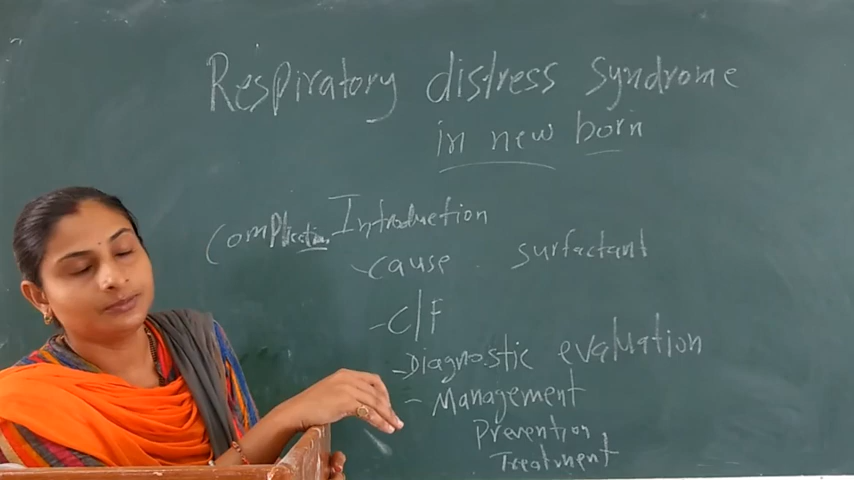 Respiratory distress syndrome
in new born
Complication Introduction
- cause surfactant
- C/F
- Diagnostic evaluation
- Management
Prevention
Treatment